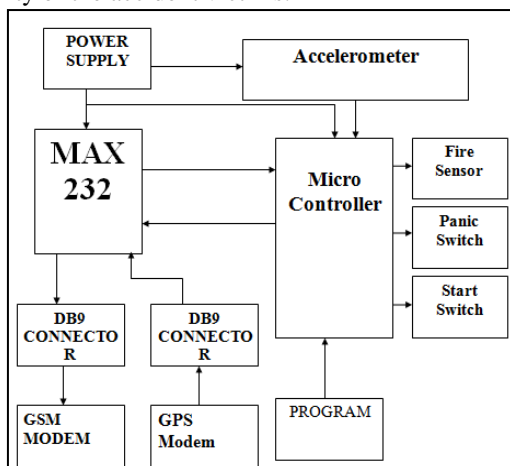 POWER
SUPPLY
Accelerometer
MAX
232
Micro
Controller
Fire
Sensor
Panic
Switch
Start
Switch
DB9
CONNECTO
R
DB9
CONNECTO
R
GSM
MODEM
GPS
Modem
PROGRAM